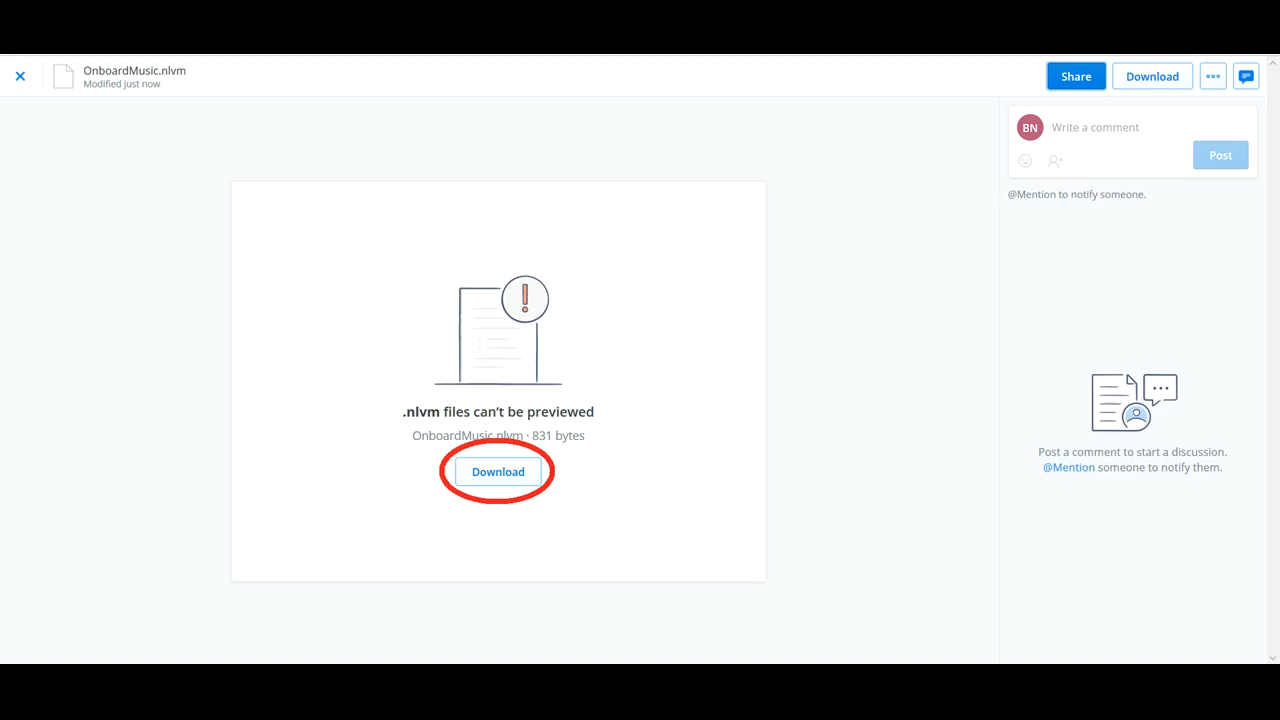 OnboardMusic.nlvm
Modified just now
Share
Download
BN
Write a comment
Post
@Mention to notify someone.
.nlvm files can’t be previewed
OnboardMusic.nlvm · 831 bytes
Download
Post a comment to start a discussion.
@Mention someone to notify them.